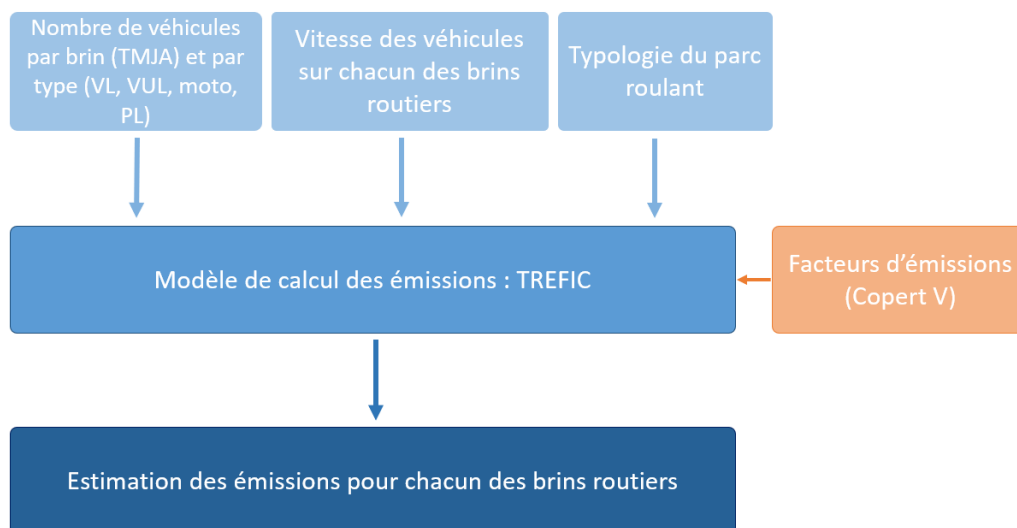 Nombre de véhicules
par brin (TMJA) et par
type (VL, VUL, moto,
PL)
Vitesse des véhicules
sur chacun des brins
routiers
Typologie du parc
roulant
Modèle de calcul des émissions : TREFIC
Facteurs d'émissions
(Copert V)
Estimation des émissions pour chacun des brins routiers